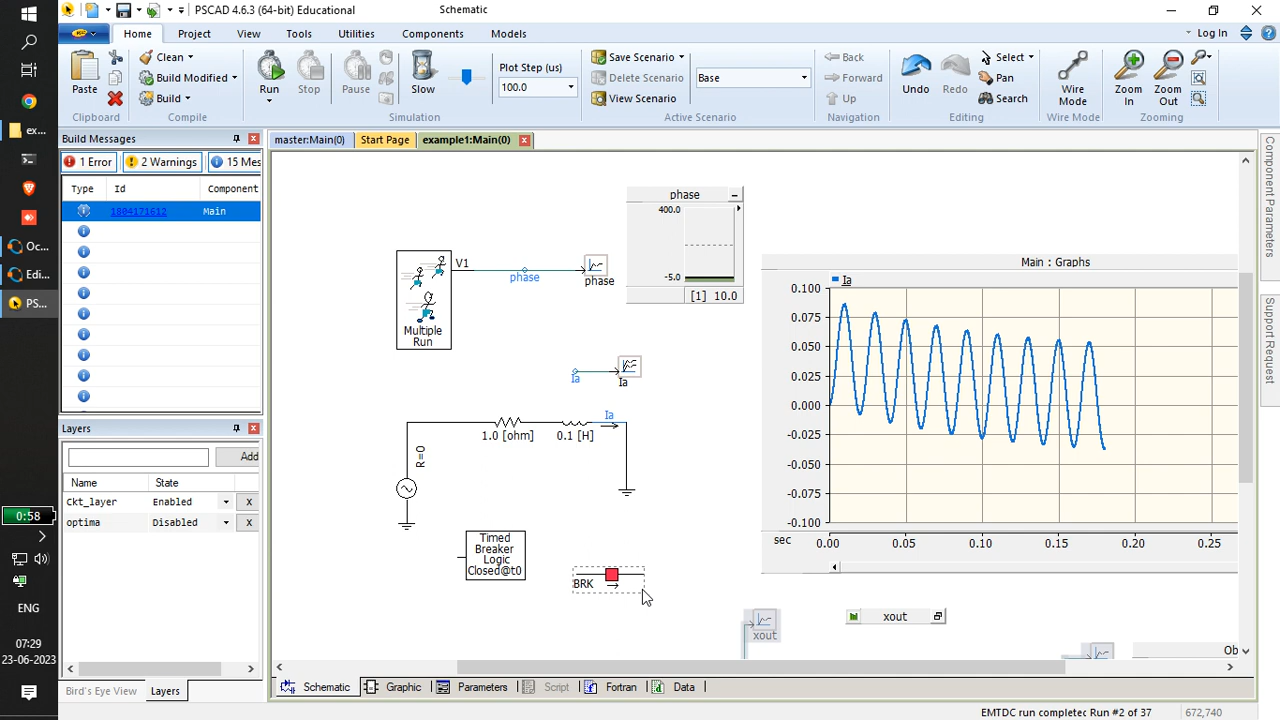 PSCAD 4.6.3 (64-bit) Educational
Schematic
Home
Project
View
Tools
Utilities
Components
Models
Log In
Paste
Clipboard
Clean
Build Modified
Build
Compile
Run
Stop
Pause
Slow
Plot Step (us)
100.0
Simulation
Save Scenario
Delete Scenario
View Scenario
Base
Active Scenario
Back
Forward
Up
Navigation
Undo
Redo
Select
Pan
Search
Editing
Wire
Mode
Wire Mode
Zoom
In
Zoom
Out
Zooming
Build Messages
1 Error
2 Warnings
15 Mes
Type
Id
Component
1804171612
Main
Layers
Add
Name
State
Ckt_layer
Enabled
X
optima
Disabled
X
Bird's Eye View
Layers
master:Main(0)
Start Page
example1:Main(0)
V1
Multiple
Run
phase
phase
phase
400.0
-5.0
[1] 10.0
Ia
Ia
Ia
1.0 [ohm]
0.1 [H]
R=0
Timed
Breaker
Logic
Closed@t0
BRK
Main : Graphs
Ia
0.100
0.075
0.050
0.025
0.000
-0.025
-0.050
-0.075
-0.100
sec
0.00
0.05
0.10
0.15
0.20
0.25
xout
xout
Ob
Component Parameters
Support Request
Schematic
Graphic
Parameters
Script
Fortran
Data
EMTDC run completed Run #2 of 37
672,740
ex...
Oc...
Edi...
PS...
0:58
ENG
07:29
23-06-2023